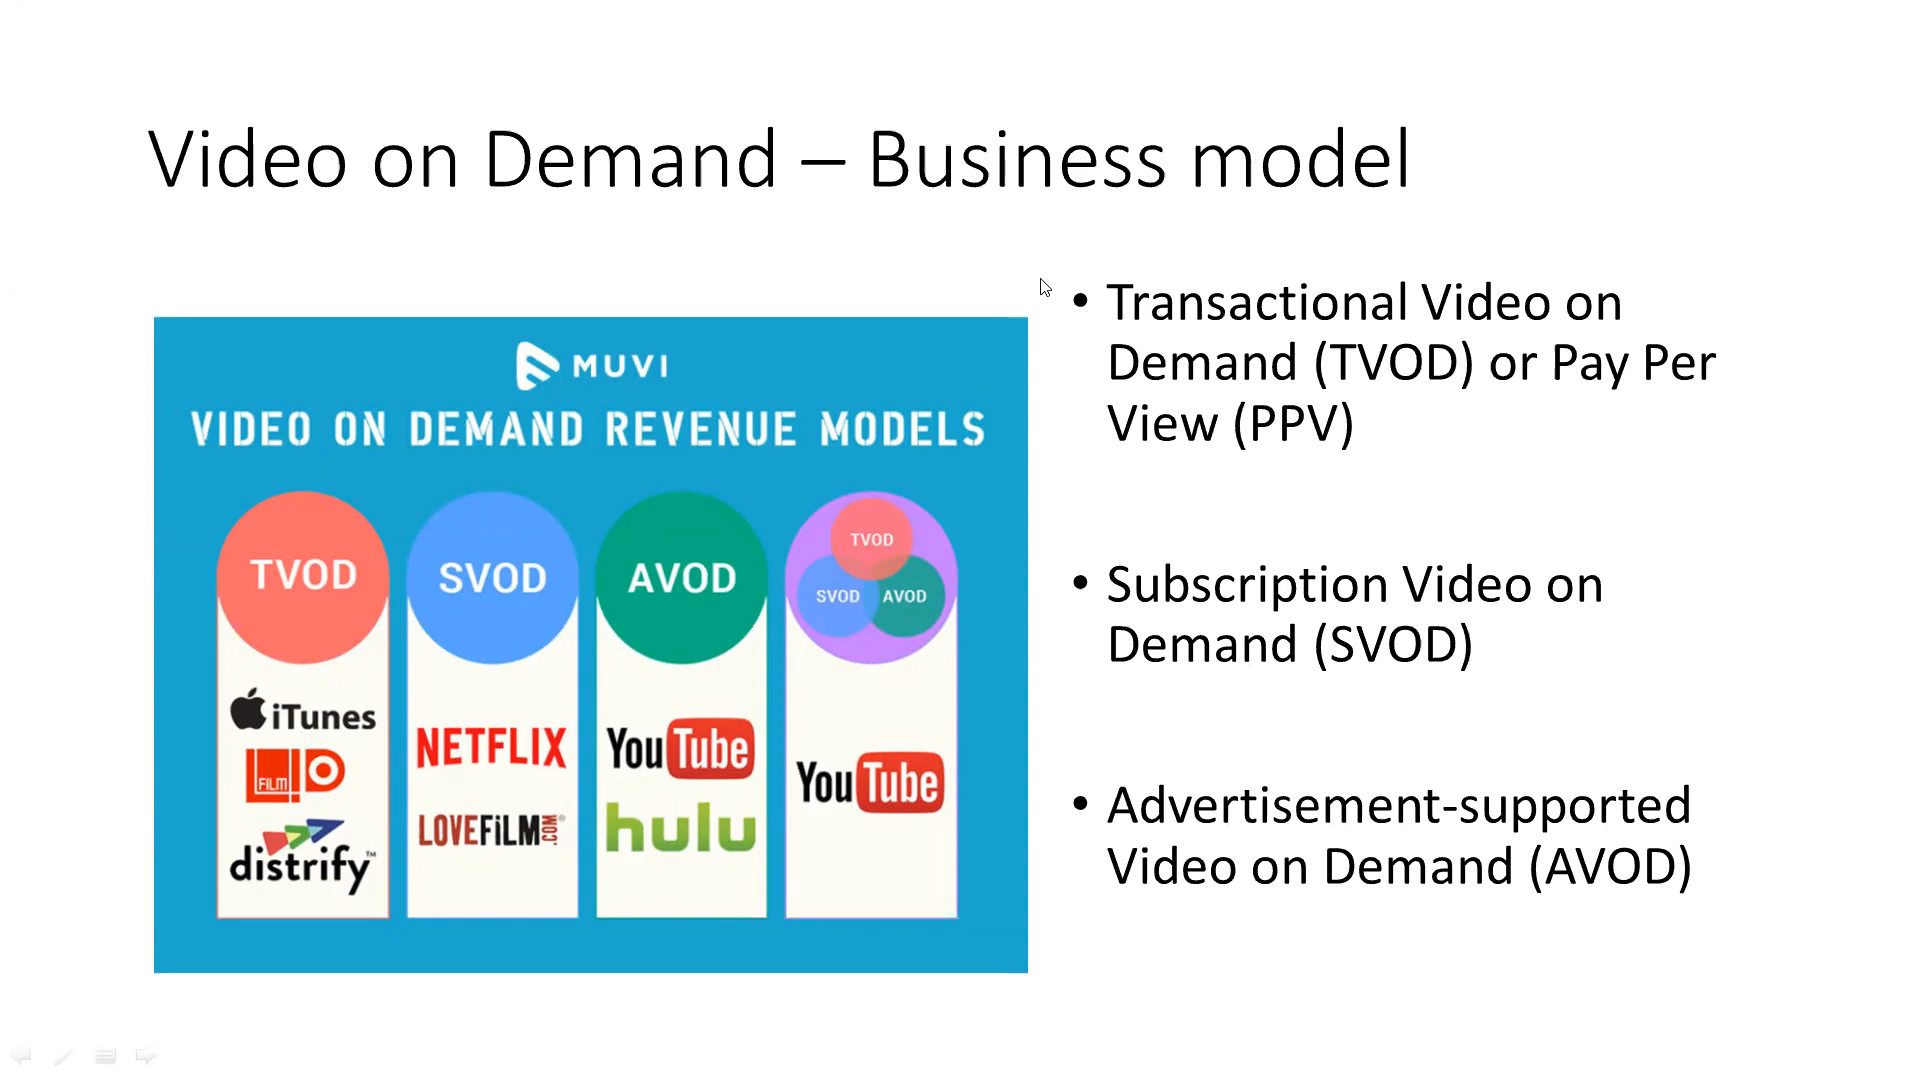 Video on Demand – Business model
MUVI
VIDEO ON DEMAND REVENUE MODELS
TVOD
SVOD
AVOD
TVOD
SVOD
AVOD
iTunes
FILM
distrify™
NETFLIX
LOVEFiLM.COM®
YouTube
hulu
YouTube
• Transactional Video on
Demand (TVOD) or Pay Per
View (PPV)
• Subscription Video on
Demand (SVOD)
• Advertisement-supported
Video on Demand (AVOD)